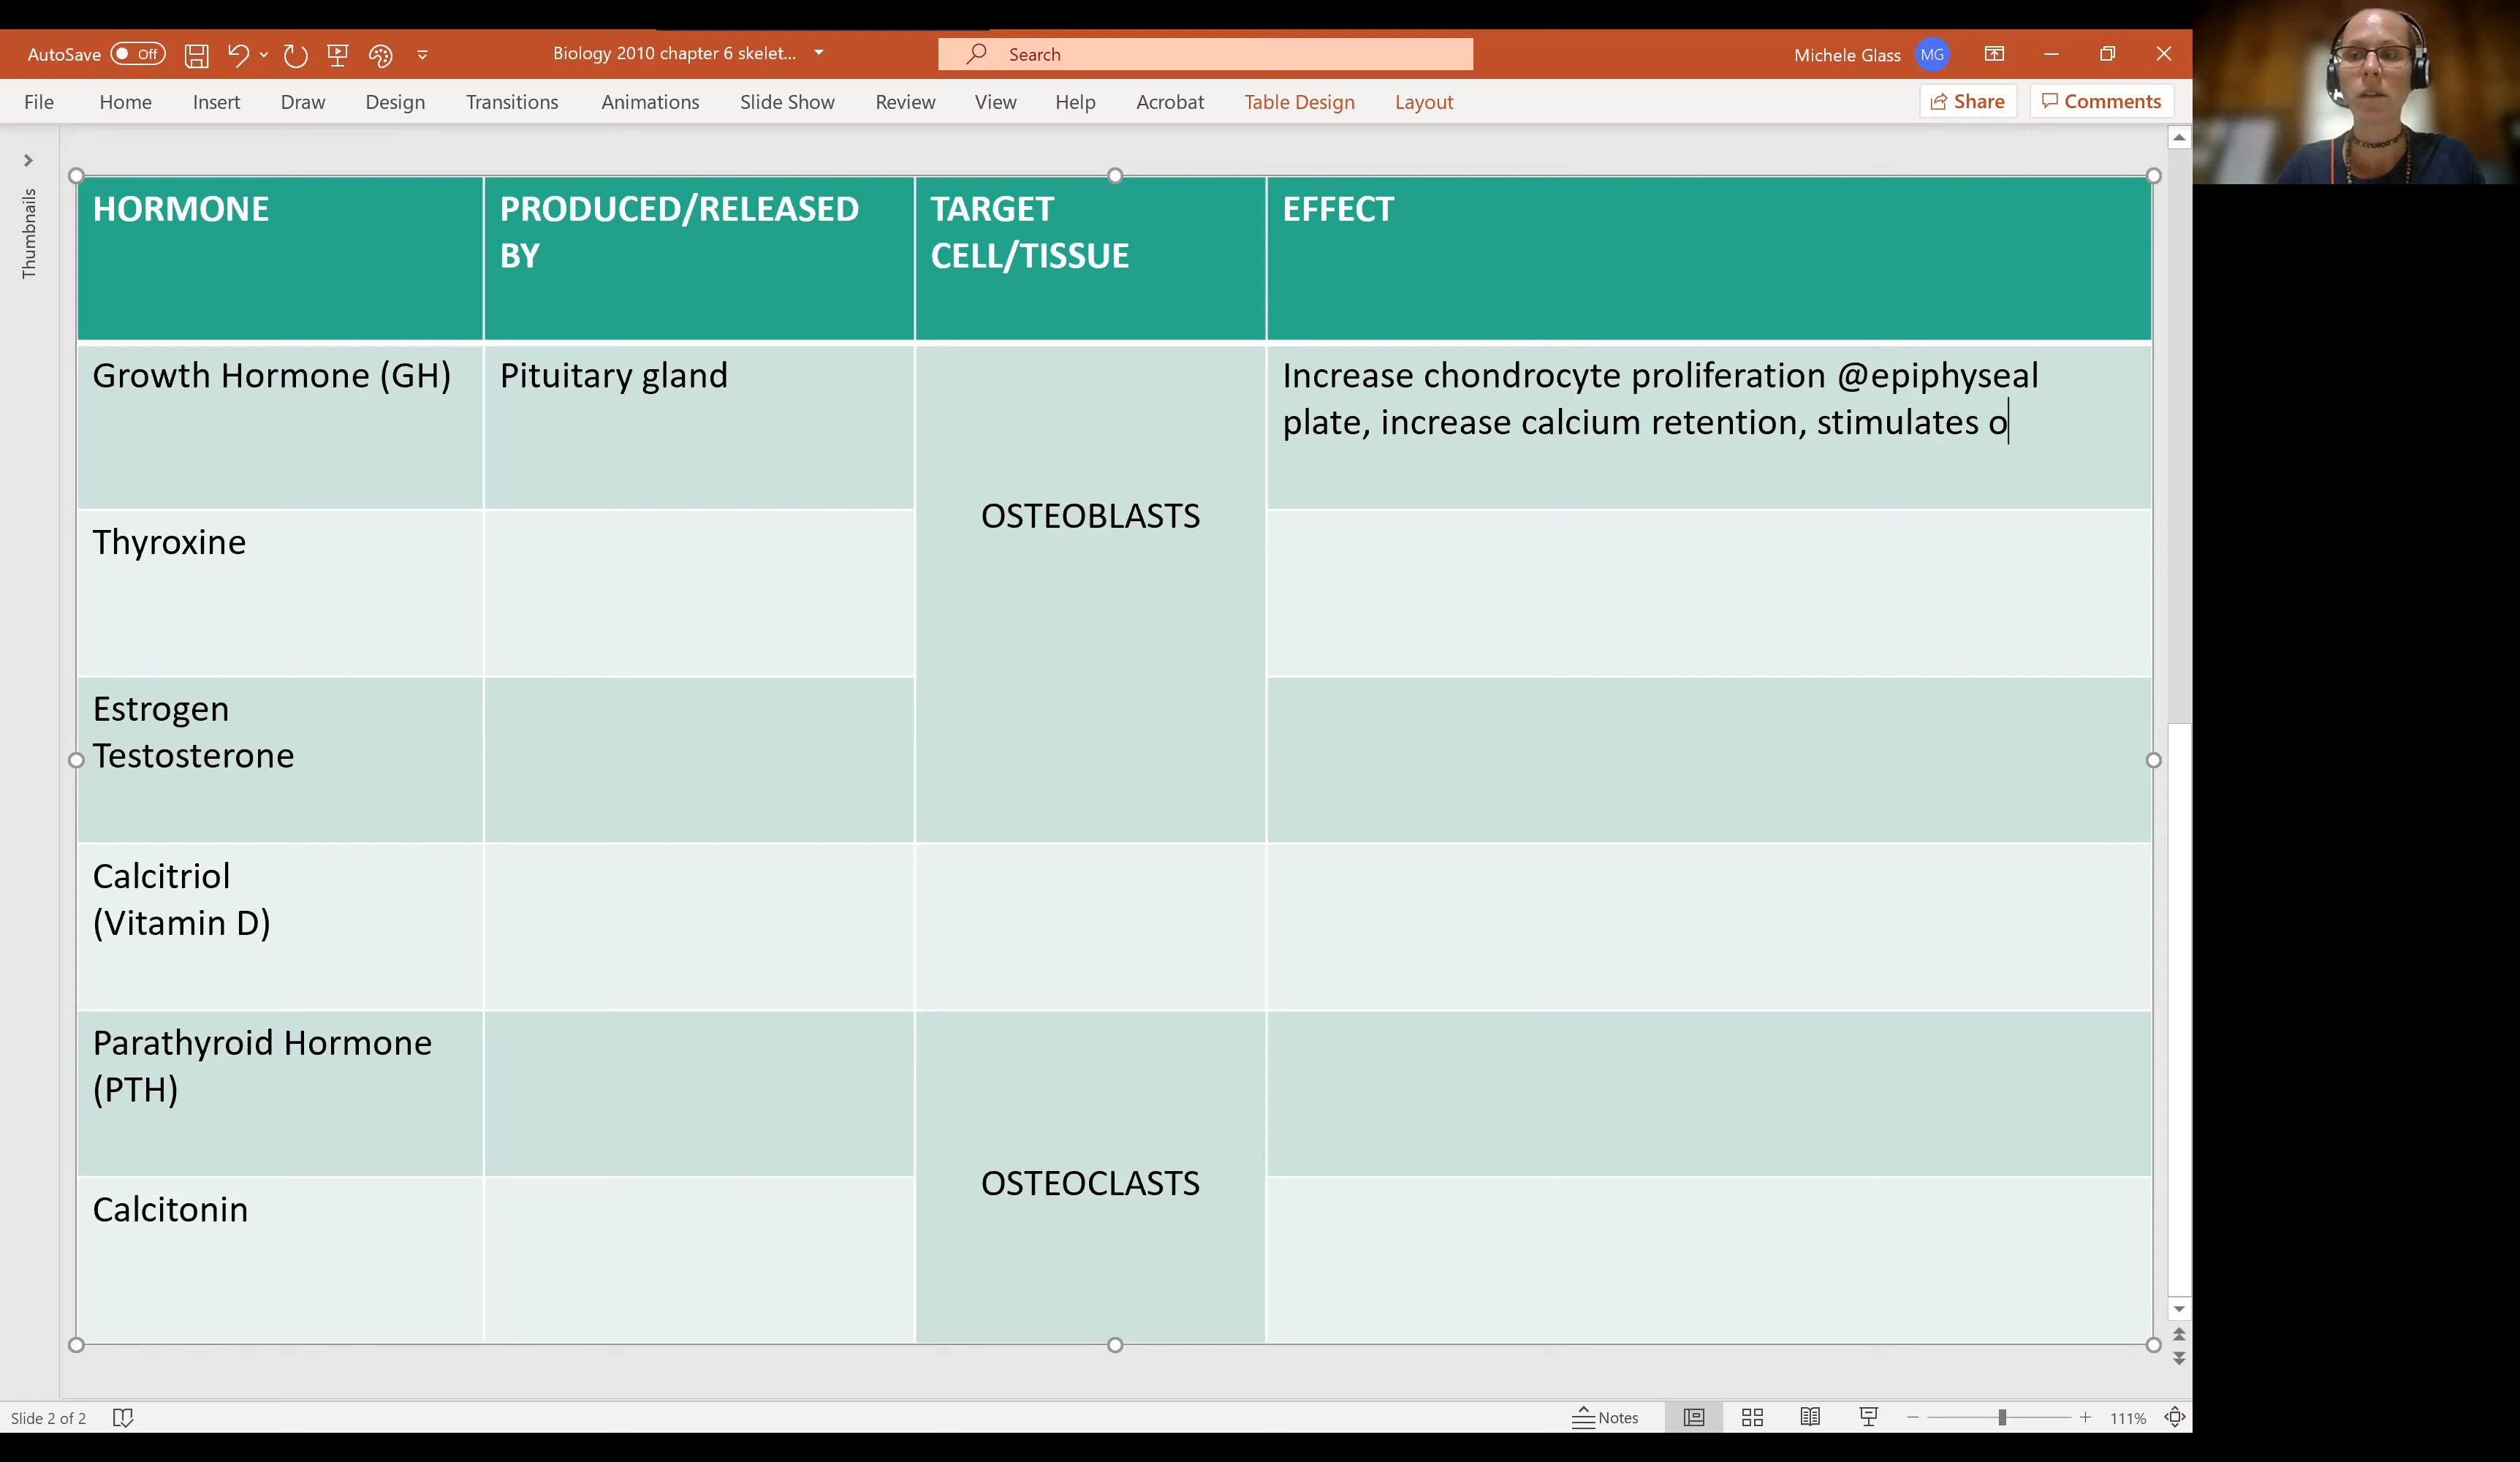 AutoSave Off
Biology 2010 chapter 6 skelet...
Search
Michele Glass MG
File Home Insert Draw Design Transitions Animations Slide Show Review View Help Acrobat Table Design Layout
Share Comments
Thumbnails
HORMONE
PRODUCED/RELEASED
BY
TARGET
CELL/TISSUE
EFFECT
Growth Hormone (GH)
Pituitary gland
OSTEOBLASTS
Increase chondrocyte proliferation @epiphyseal
plate, increase calcium retention, stimulates o
Thyroxine
Estrogen
Testosterone
Calcitriol
(Vitamin D)
Parathyroid Hormone
(PTH)
OSTEOCLASTS
Calcitonin
Slide 2 of 2
Notes
111%